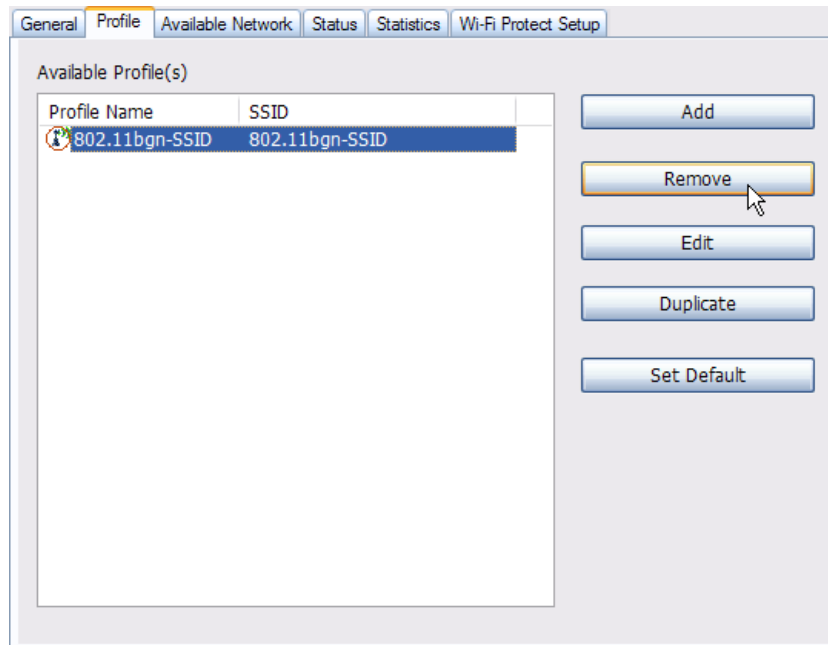 General Profile Available Network Status Statistics Wi-Fi Protect Setup
Available Profile(s)
Profile Name SSID
802.11bgn-SSID 802.11bgn-SSID
Add
Remove
Edit
Duplicate
Set Default